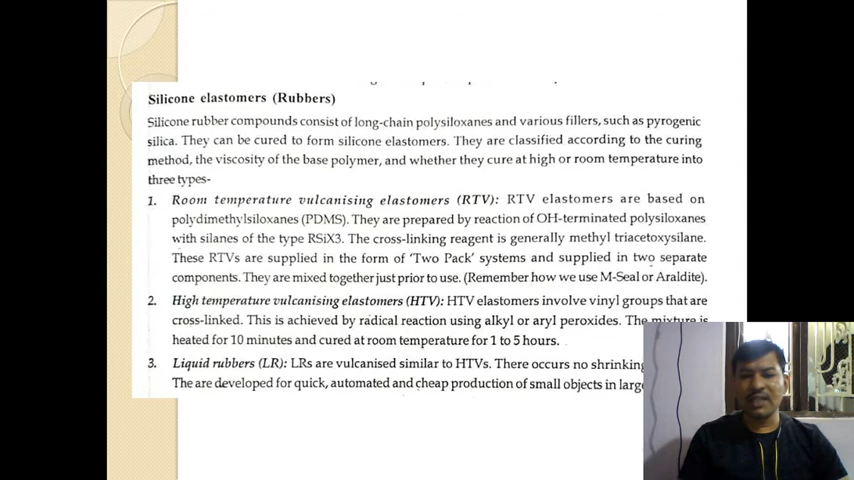 Silicone elastomers (Rubbers)
Silicone rubber compounds consist of long-chain polysiloxanes and various fillers, such as pyrogenic
silica. They can be cured to form silicone elastomers. They are classified according to the curing
method, the viscosity of the base polymer, and whether they cure at high or room temperature into
three types-
1. Room temperature vulcanising elastomers (RTV): RTV elastomers are based on
polydimethylsiloxanes (PDMS). They are prepared by reaction of OH-terminated polysiloxanes
with silanes of the type RSiX3. The cross-linking reagent is generally methyl triacetoxysilane.
These RTVs are supplied in the form of 'Two Pack' systems and supplied in two separate
components. They are mixed together just prior to use. (Remember how we use M-Seal or Araldite).
2. High temperature vulcanising elastomers (HTV): HTV elastomers involve vinyl groups that are
cross-linked. This is achieved by radical reaction using alkyl or aryl peroxides. The mixture is
heated for 10 minutes and cured at room temperature for 1 to 5 hours.
3. Liquid rubbers (LR): LRs are vulcanised similar to HTVs. There occurs no shrinking
The are developed for quick, automated and cheap production of small objects in